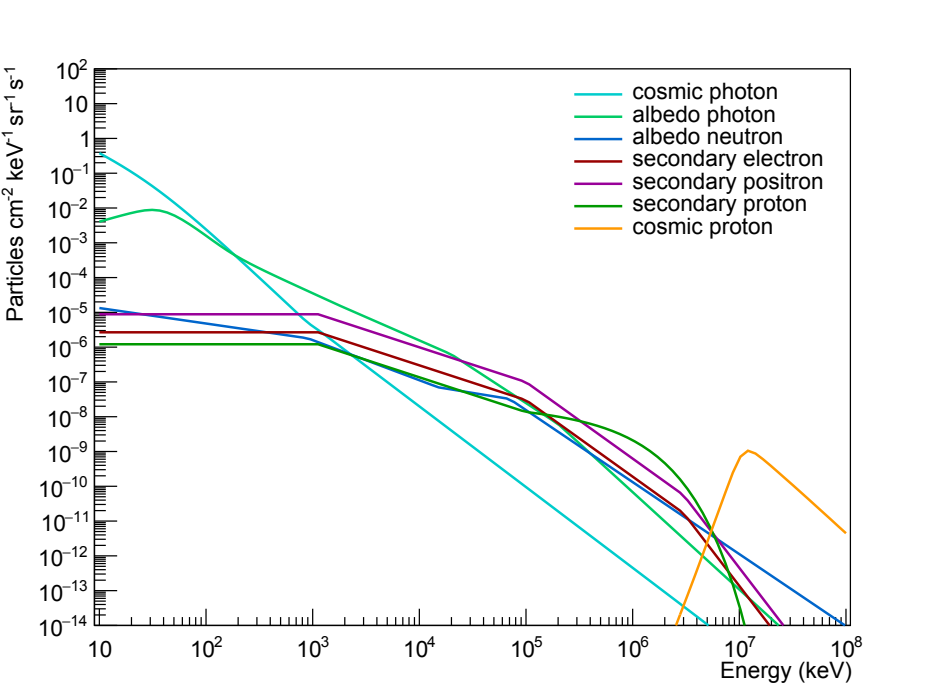 Particles cm⁻² keV⁻¹ sr⁻¹ s⁻¹
10²
10
1
10⁻¹
10⁻²
10⁻³
10⁻⁴
10⁻⁵
10⁻⁶
10⁻⁷
10⁻⁸
10⁻⁹
10⁻¹⁰
10⁻¹¹
10⁻¹²
10⁻¹³
10⁻¹⁴
cosmic photon
albedo photon
albedo neutron
secondary electron
secondary positron
secondary proton
cosmic proton
10 10² 10³ 10⁴ 10⁵ 10⁶ 10⁷ 10⁸
Energy (keV)